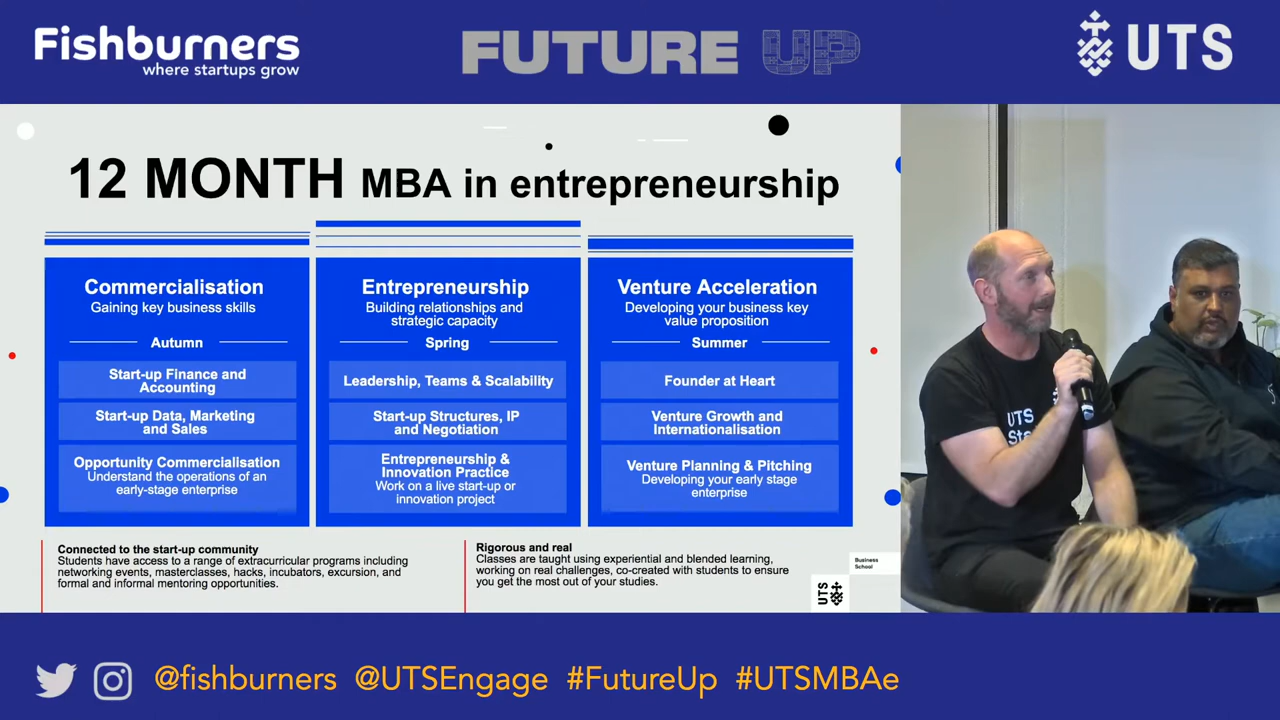 Fishburners
where startups grow
FUTURE UP
UTS
12 MONTH MBA in entrepreneurship
Commercialisation
Gaining key business skills
Autumn
Start-up Finance and
Accounting
Start-up Data, Marketing
and Sales
Opportunity Commercialisation
Understand the operations of an
early-stage enterprise
Entrepreneurship
Building relationships and
strategic capacity
Spring
Leadership, Teams & Scalability
Start-up Structures, IP
and Negotiation
Entrepreneurship &
Innovation Practice
Work on a live start-up or
innovation project
Venture Acceleration
Developing your business key
value proposition
Summer
Founder at Heart
Venture Growth and
Internationalisation
Venture Planning & Pitching
Developing your early stage
enterprise
Connected to the start-up community
Students have access to a range of extracurricular programs including
networking events, masterclasses, hacks, incubators, excursion, and
formal and informal mentoring opportunities.
Rigorous and real
Classes are taught using experiential and blended learning,
working on real challenges, co-created with students to ensure
you get the most out of your studies.
Business
School
UTS
UTS
@fishburners @UTSEngage #FutureUp #UTSMBAe